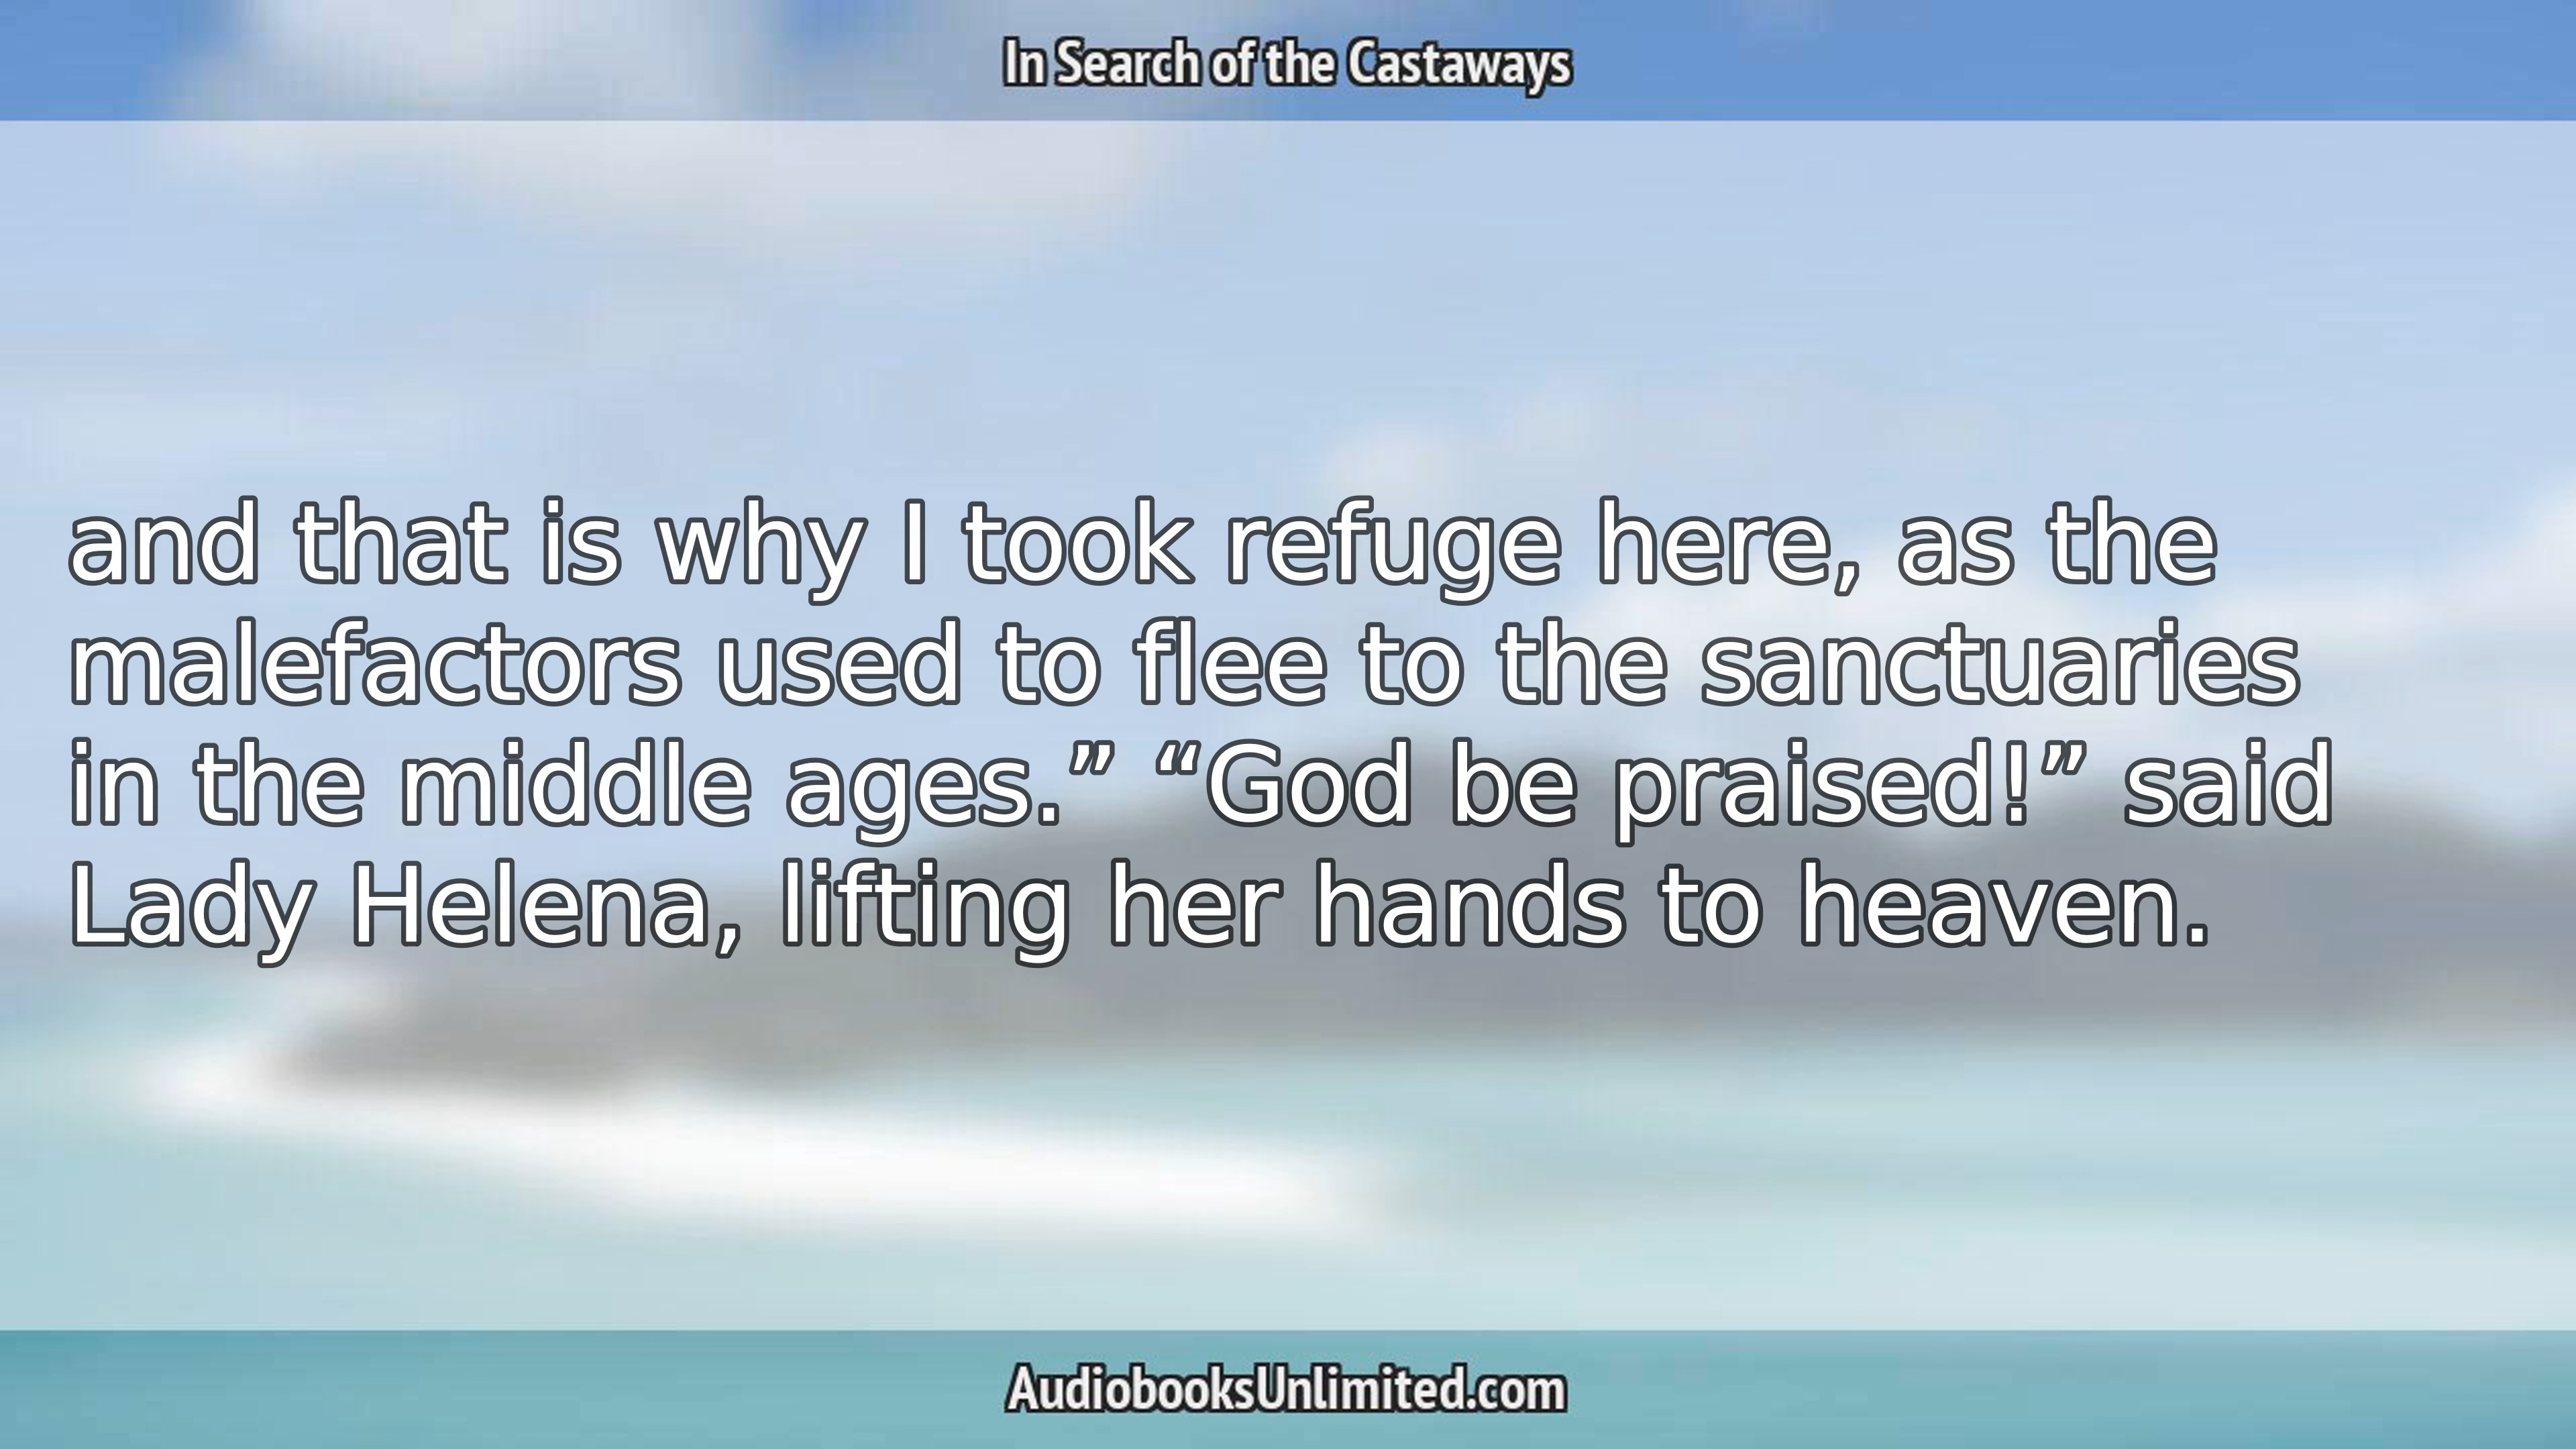 In Search of the Castaways
and that is why I took refuge here, as the
malefactors used to flee to the sanctuaries
in the middle ages.” “God be praised!” said
Lady Helena, lifting her hands to heaven.
AudiobooksUnlimited.com